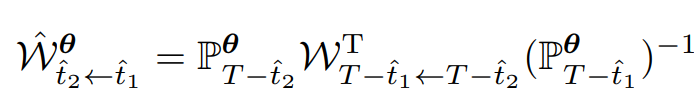 $\hat{\mathcal{W}}^{\boldsymbol{\theta}}_{\hat{t}_2 \leftarrow \hat{t}_1} = \mathbb{P}^{\boldsymbol{\theta}}_{T-\hat{t}_2} \mathcal{W}^{\mathrm{T}}_{T-\hat{t}_1 \leftarrow T-\hat{t}_2} (\mathbb{P}^{\boldsymbol{\theta}}_{T-\hat{t}_1})^{-1}$